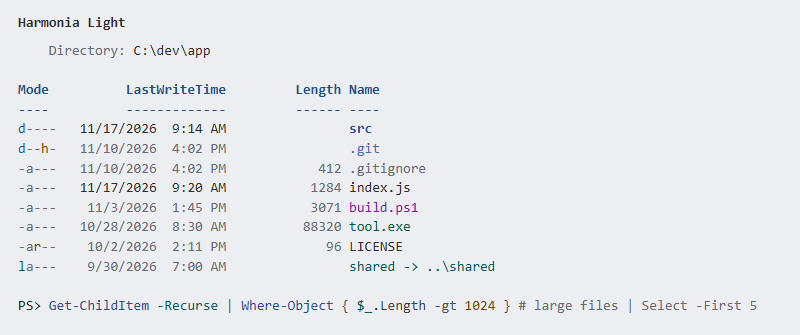 Harmonia Light
Directory: C:\dev\app
Mode LastWriteTime Length Name
---- ------------- ------ ----
d---- 11/17/2026 9:14 AM src
d--h- 11/10/2026 4:02 PM .git
-a--- 11/10/2026 4:02 PM 412 .gitignore
-a--- 11/17/2026 9:20 AM 1284 index.js
-a--- 11/3/2026 1:45 PM 3071 build.ps1
-a--- 10/28/2026 8:30 AM 88320 tool.exe
-ar-- 10/2/2026 2:11 PM 96 LICENSE
la--- 9/30/2026 7:00 AM shared -> ..\shared
PS> Get-ChildItem -Recurse | Where-Object { $_.Length -gt 1024 } # large files | Select -First 5